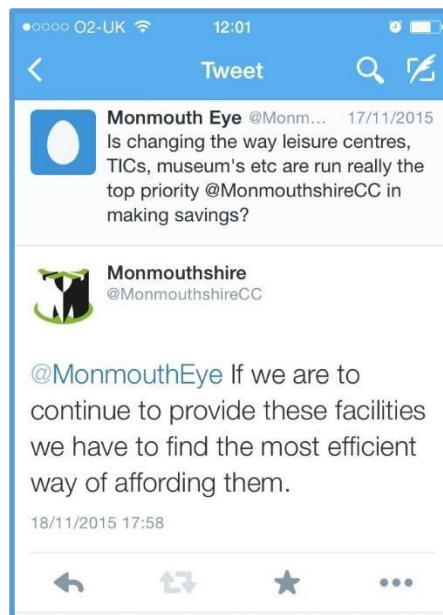 O2-UK 12:01
Tweet
Monmouth Eye @Monm... 17/11/2015
Is changing the way leisure centres,
TICs, museum's etc are run really the
top priority @MonmouthshireCC in
making savings?
Monmouthshire
@MonmouthshireCC
@MonmouthEye If we are to
continue to provide these facilities
we have to find the most efficient
way of affording them.
18/11/2015 17:58